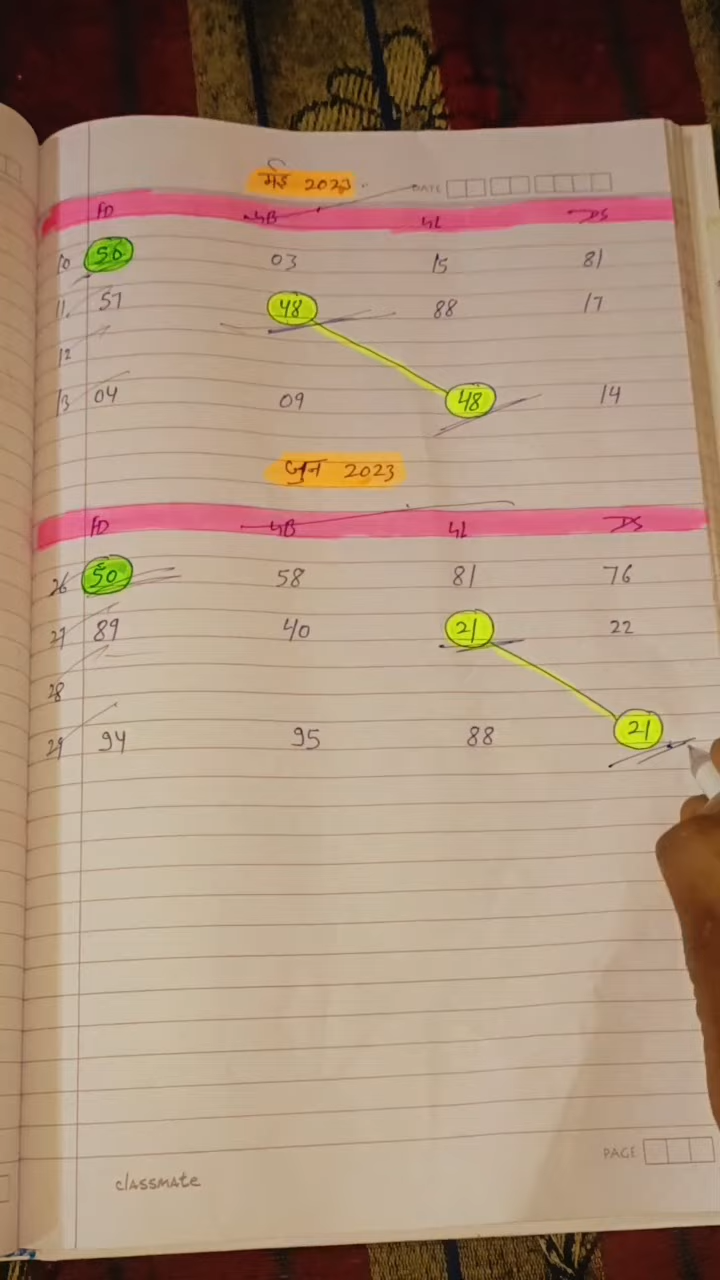 मई 2023 DATE
FD GB GL DS
10 50 03 15 81
11 57 48 88 17
12
13 04 09 48 14
जुन 2023
FD GB GL DS
26 50 58 81 76
27 89 40 21 22
28
29 94 95 88 21
PAGE
classmate